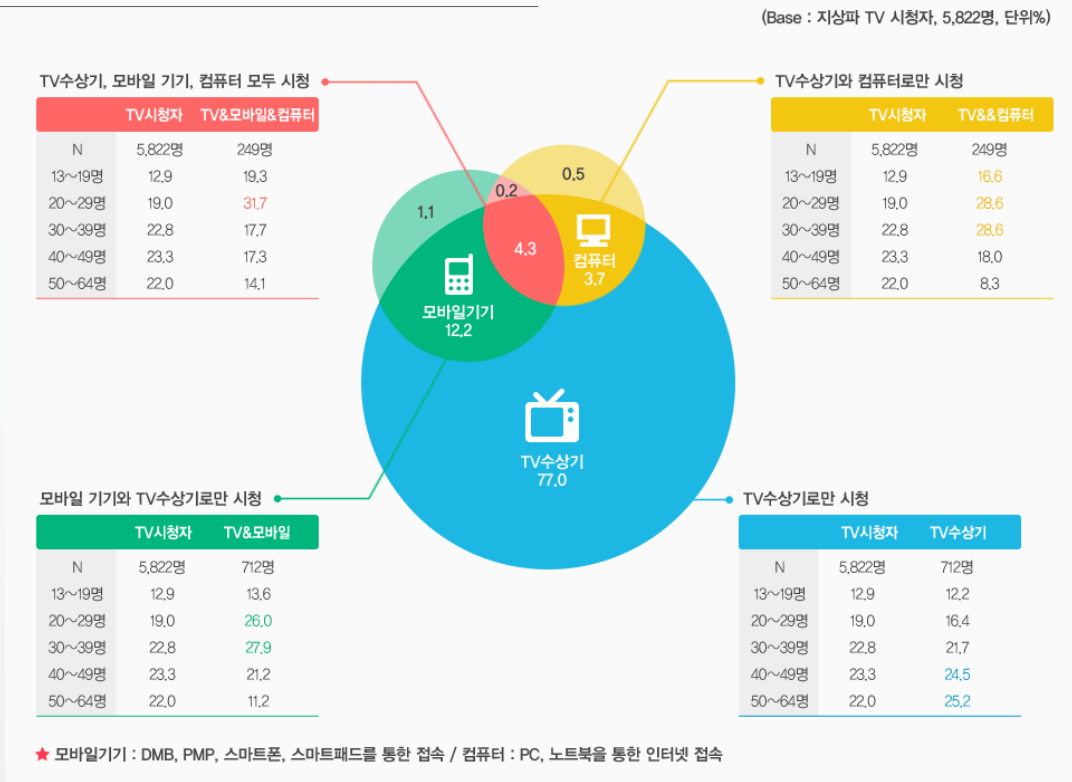 (Base : 지상파 TV 시청자, 5,822명, 단위%)
TV수상기, 모바일 기기, 컴퓨터 모두 시청
TV시청자 TV&모바일&컴퓨터
N 5,822명 249명
13~19명 12.9 19.3
20~29명 19.0 31.7
30~39명 22.8 17.7
40~49명 23.3 17.3
50~64명 22.0 14.1
TV수상기와 컴퓨터로만 시청
TV시청자 TV&&컴퓨터
N 5,822명 249명
13~19명 12.9 16.6
20~29명 19.0 28.6
30~39명 22.8 28.6
40~49명 23.3 18.0
50~64명 22.0 8.3
0.5
0.2
1.1
4.3
컴퓨터
3.7
모바일기기
12.2
TV수상기
77.0
모바일 기기와 TV수상기로만 시청
TV시청자 TV&모바일
N 5,822명 712명
13~19명 12.9 13.6
20~29명 19.0 26.0
30~39명 22.8 27.9
40~49명 23.3 21.2
50~64명 22.0 11.2
TV수상기로만 시청
TV시청자 TV수상기
N 5,822명 712명
13~19명 12.9 12.2
20~29명 19.0 16.4
30~39명 22.8 21.7
40~49명 23.3 24.5
50~64명 22.0 25.2
★ 모바일기기 : DMB, PMP, 스마트폰, 스마트패드를 통한 접속 / 컴퓨터 : PC, 노트북을 통한 인터넷 접속